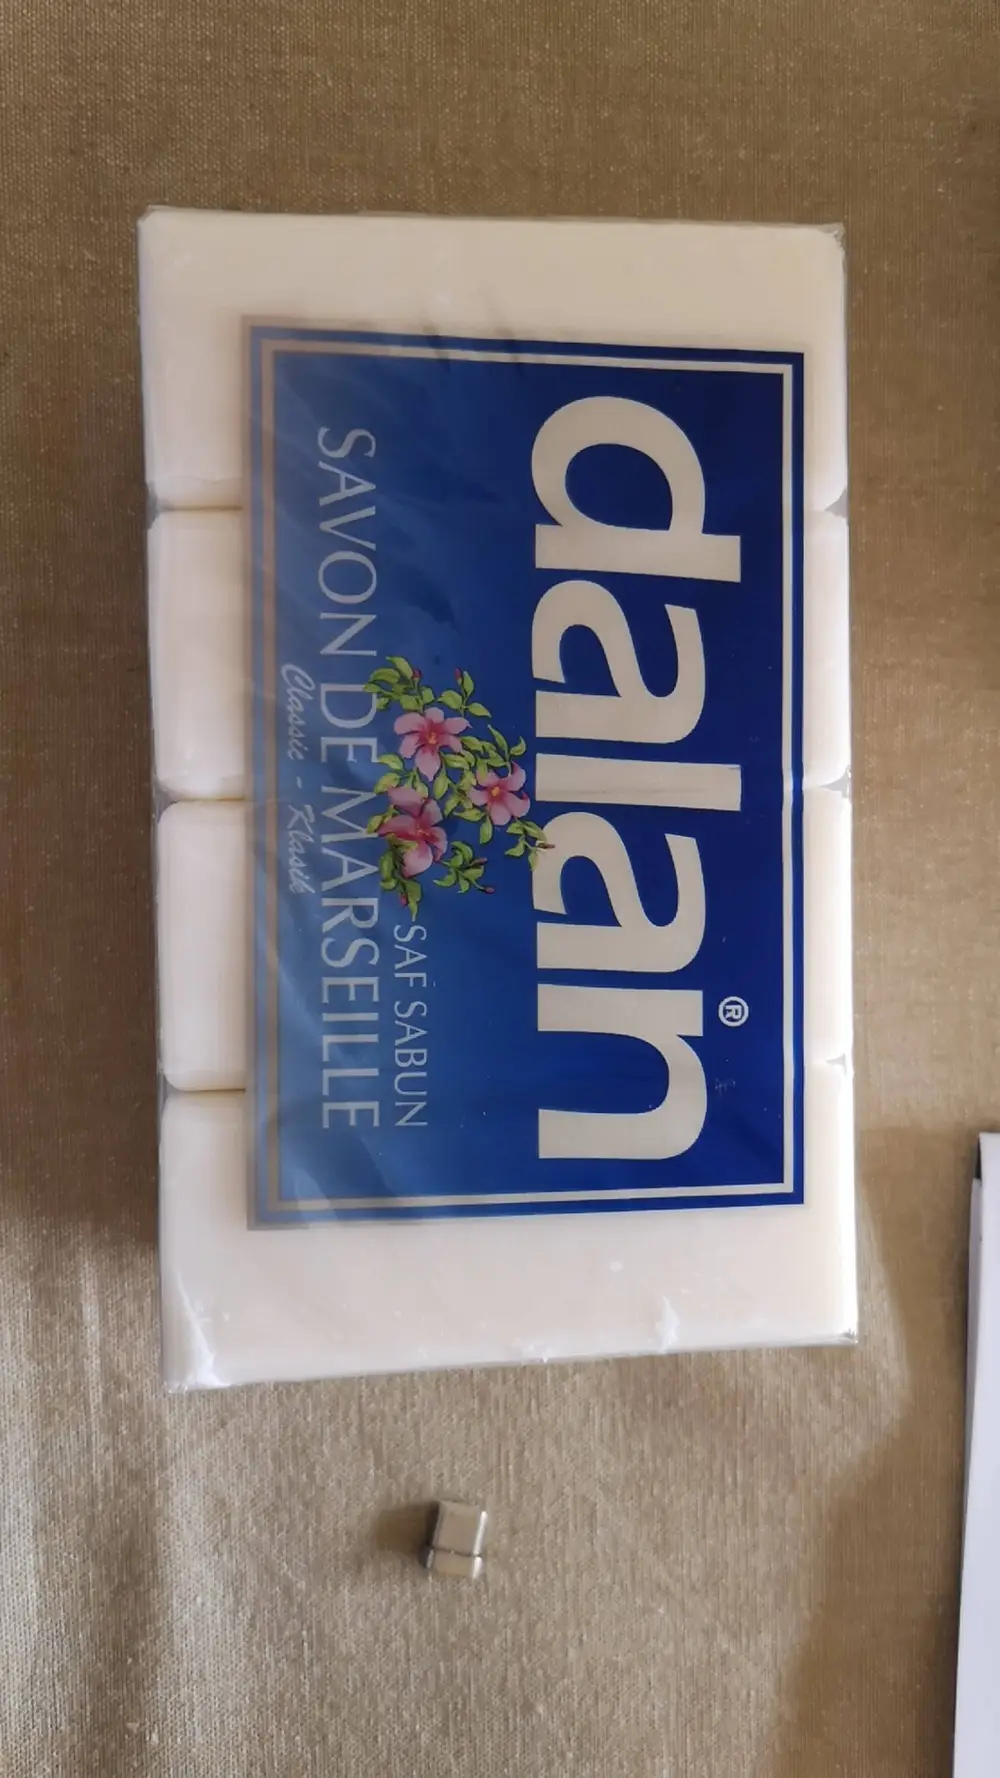 dalan®
SAF SABUN
SAVON DE MARSEILLE
Classic - Klasik